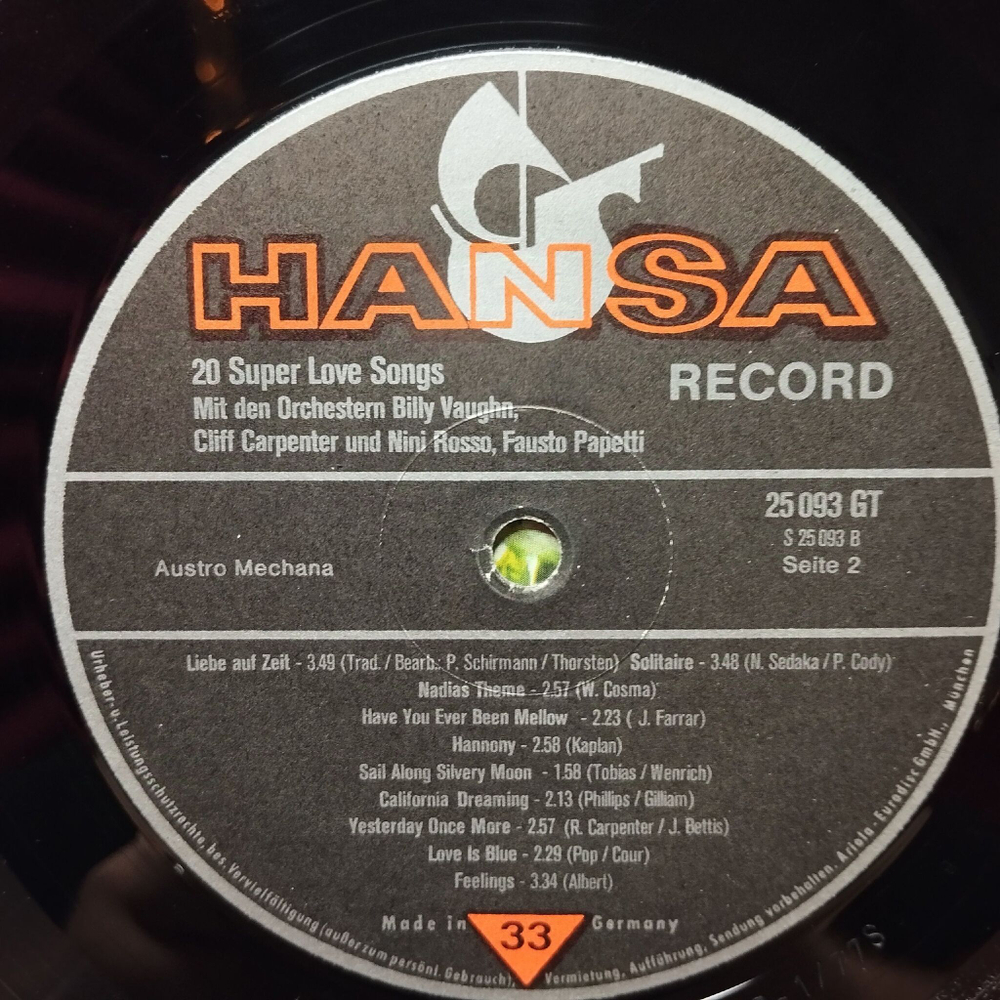 HANSA
RECORD
20 Super Love Songs
Mit den Orchestern Billy Vaughn,
Cliff Carpenter und Nini Rosso, Fausto Papetti
25 093 GT
S 25 093 B
Seite 2
Austro Mechana
Liebe auf Zeit - 3.49 (Trad. / Bearb.: P. Schirmann / Thorsten) Solitaire - 3.48 (N. Sedaka / P. Cody)
Nadias Theme - 2.57 (W. Cosma)
Have You Ever Been Mellow - 2.23 ( J. Farrar)
Hannony - 2.58 (Kaplan)
Sail Along Silvery Moon - 1.58 (Tobias / Wenrich)
California Dreaming - 2.13 (Phillips / Gilliam)
Yesterday Once More - 2.57 (R. Carpenter / J. Bettis)
Love Is Blue - 2.29 (Pop / Cour)
Feelings - 3.34 (Albert)
Made in 33 Germany
Urheber- u. Leistungsschutzrechte, bes. Vervielfältigung (außer zum persönl. Gebrauch), Vermietung, Aufführung, Sendung vorbehalten. Ariola-Eurodisc GmbH., München